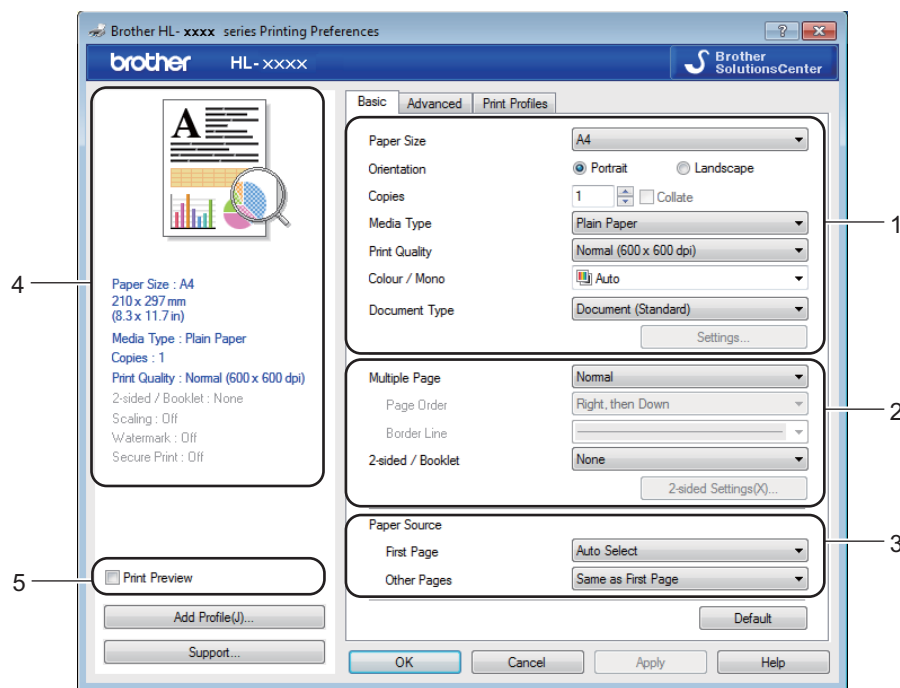 Brother HL- xxxx series Printing Preferences
brother HL-xxxx
Brother
SolutionsCenter
Basic Advanced Print Profiles
A
Paper Size : A4
210 x 297 mm
(8.3 x 11.7 in)
Media Type : Plain Paper
Copies : 1
Print Quality : Normal (600 x 600 dpi)
2-sided / Booklet : None
Scaling : Off
Watermark : Off
Secure Print : Off
4
Print Preview
5
Add Profile(J)...
Support...
Paper Size A4
Orientation Portrait Landscape
Copies 1 Collate
Media Type Plain Paper
1
Print Quality Normal (600 x 600 dpi)
Colour / Mono Auto
Document Type Document (Standard)
Settings...
Multiple Page Normal
Page Order Right, then Down
2
Border Line
2-sided / Booklet None
2-sided Settings(X)...
Paper Source
First Page Auto Select
3
Other Pages Same as First Page
Default
OK Cancel Apply Help